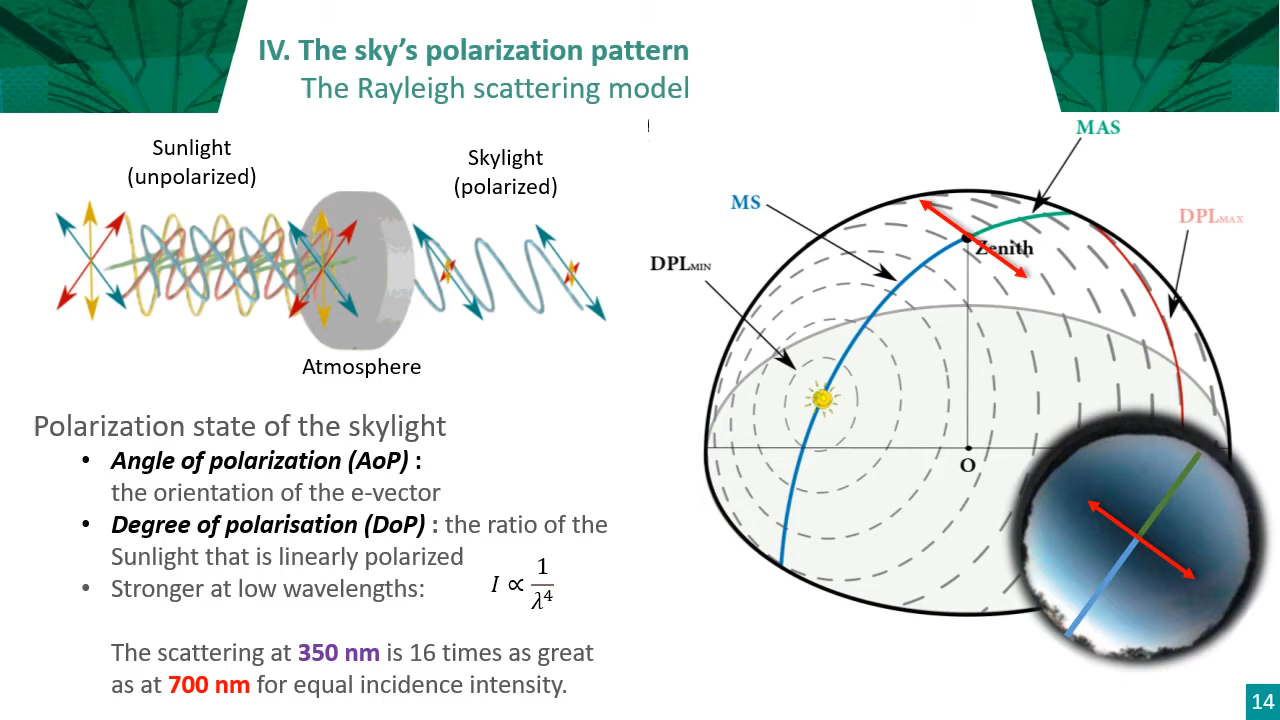 IV. The sky's polarization pattern
The Rayleigh scattering model
Sunlight
(unpolarized)
Skylight
(polarized)
Atmosphere
MAS
MS
DPLMAX
DPLMIN
Zenith
O
Polarization state of the skylight
• Angle of polarization (AoP) :
the orientation of the e-vector
• Degree of polarisation (DoP) : the ratio of the
Sunlight that is linearly polarized
• Stronger at low wavelengths: I ∝ 1/λ⁴
The scattering at 350 nm is 16 times as great
as at 700 nm for equal incidence intensity.
14